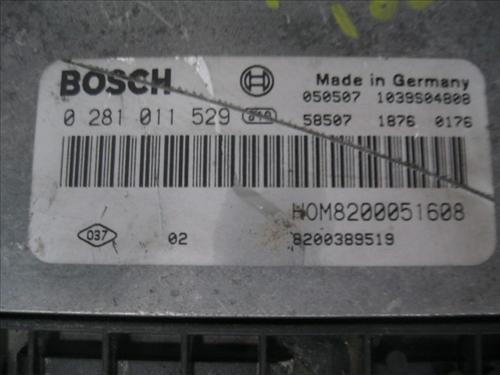 BOSCH Made in Germany
050507 1039S04808
0 281 011 529 58507 1876 0176
HOM8200051608
037 02 8200389519